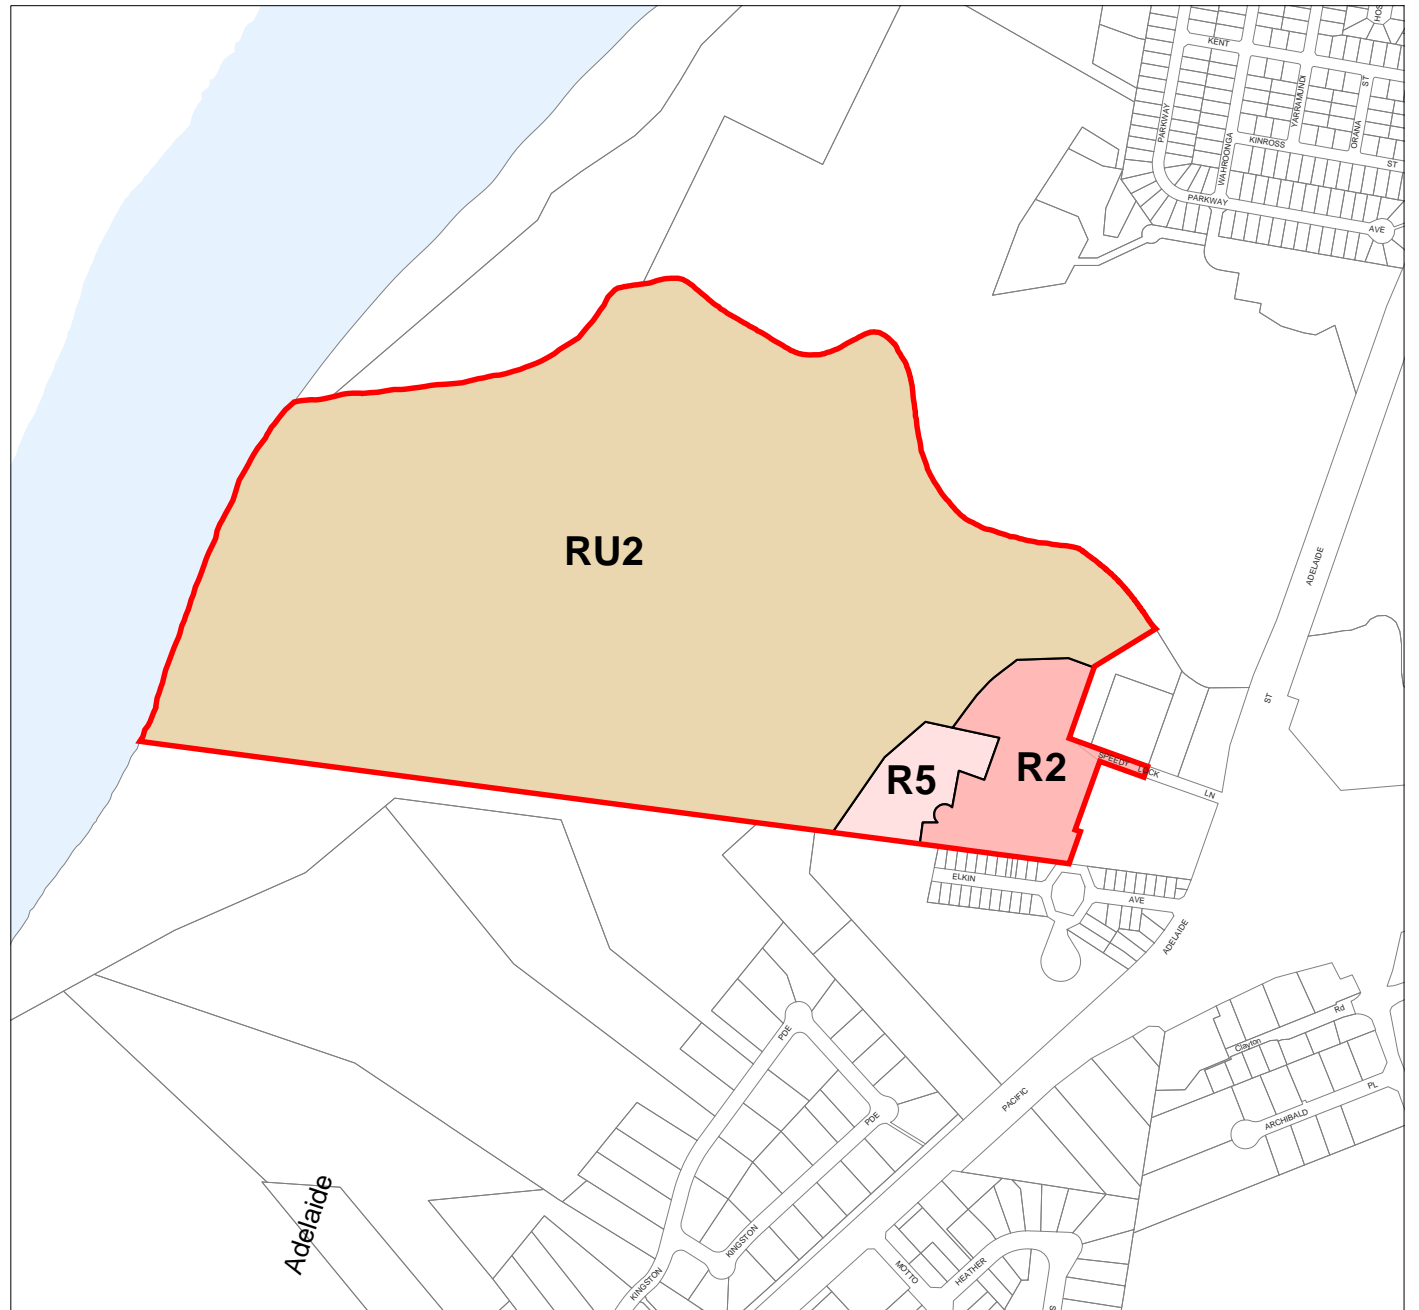 HOS
KENT
YARRAMUNDI
ST
PARKWAY
ORANA
WAHROONGA
KINROSS
ST
PARKWAY
AVE
RU2
ADELAIDE
ST
SPEEDY LOCK
LN
R5
R2
ELKIN
AVE
ADELAIDE
PACIFIC
PDE
PDE
Clayton
Rd
PL
ARCHIBALD
Adelaide
KINGSTON
KINGSTON
MOTTO
HEATHER
S